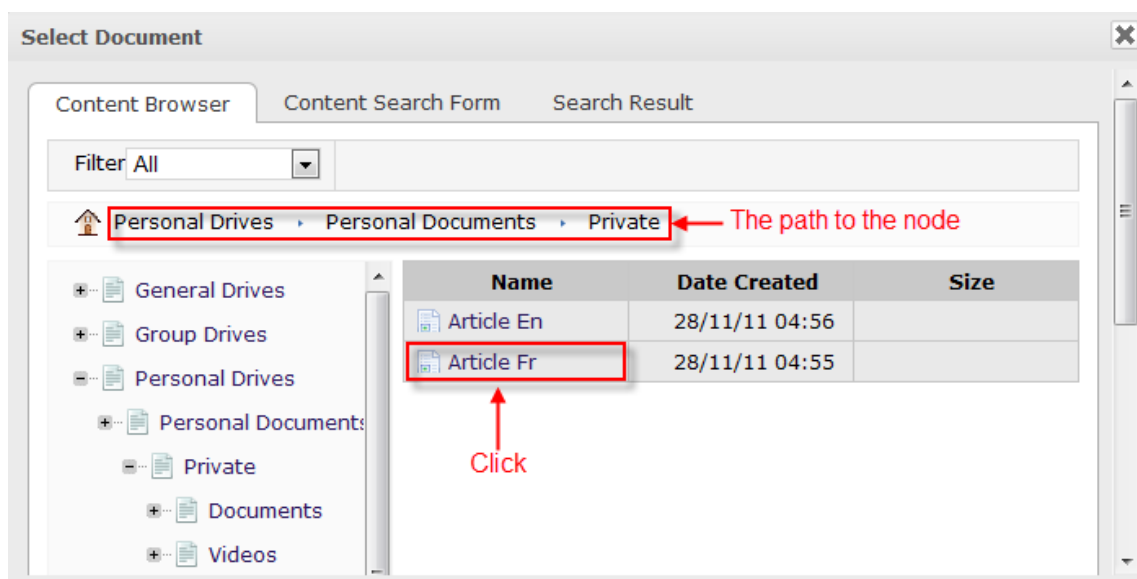 Select Document
Content Browser Content Search Form Search Result
Filter All
Personal Drives Personal Documents Private The path to the node
General Drives
Group Drives
Personal Drives
Personal Documents
Private
Documents
Videos
Name Date Created Size
Article En 28/11/11 04:56
Article Fr 28/11/11 04:55
Click